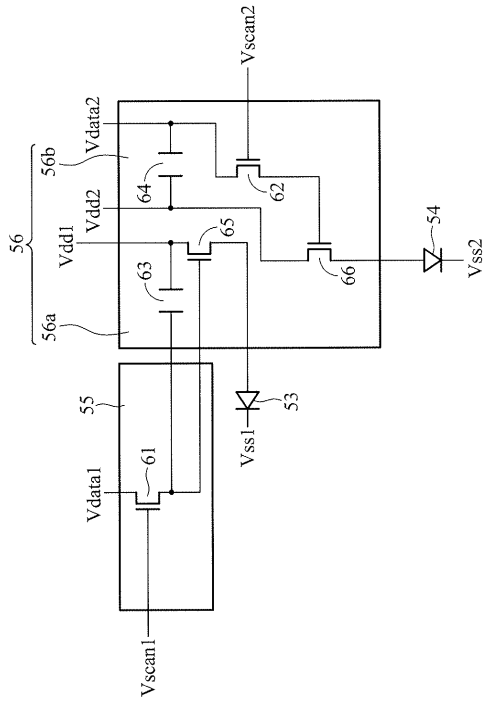 56
56a
56b
Vdd1
Vdd2
Vdata2
55
Vdata1
61
63
65
64
62
66
Vscan1
Vscan2
53
Vss1
54
Vss2